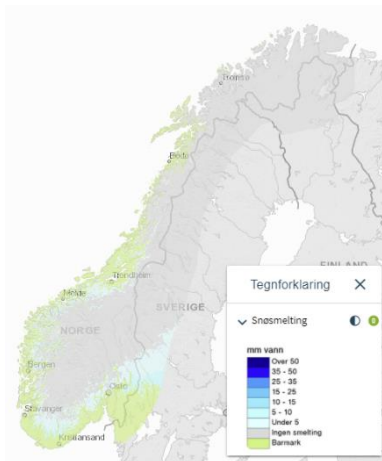 Tromsø
Bodø
FINLAND
Trondheim
Molde
SVERIGE
NORGE
Bergen
Oslo
Stavanger
Kristiansand
Tegnforklaring
Snøsmelting
mm vann
Over 50
35 - 50
25 - 35
15 - 25
10 - 15
5 - 10
Under 5
Ingen smelting
Barmark